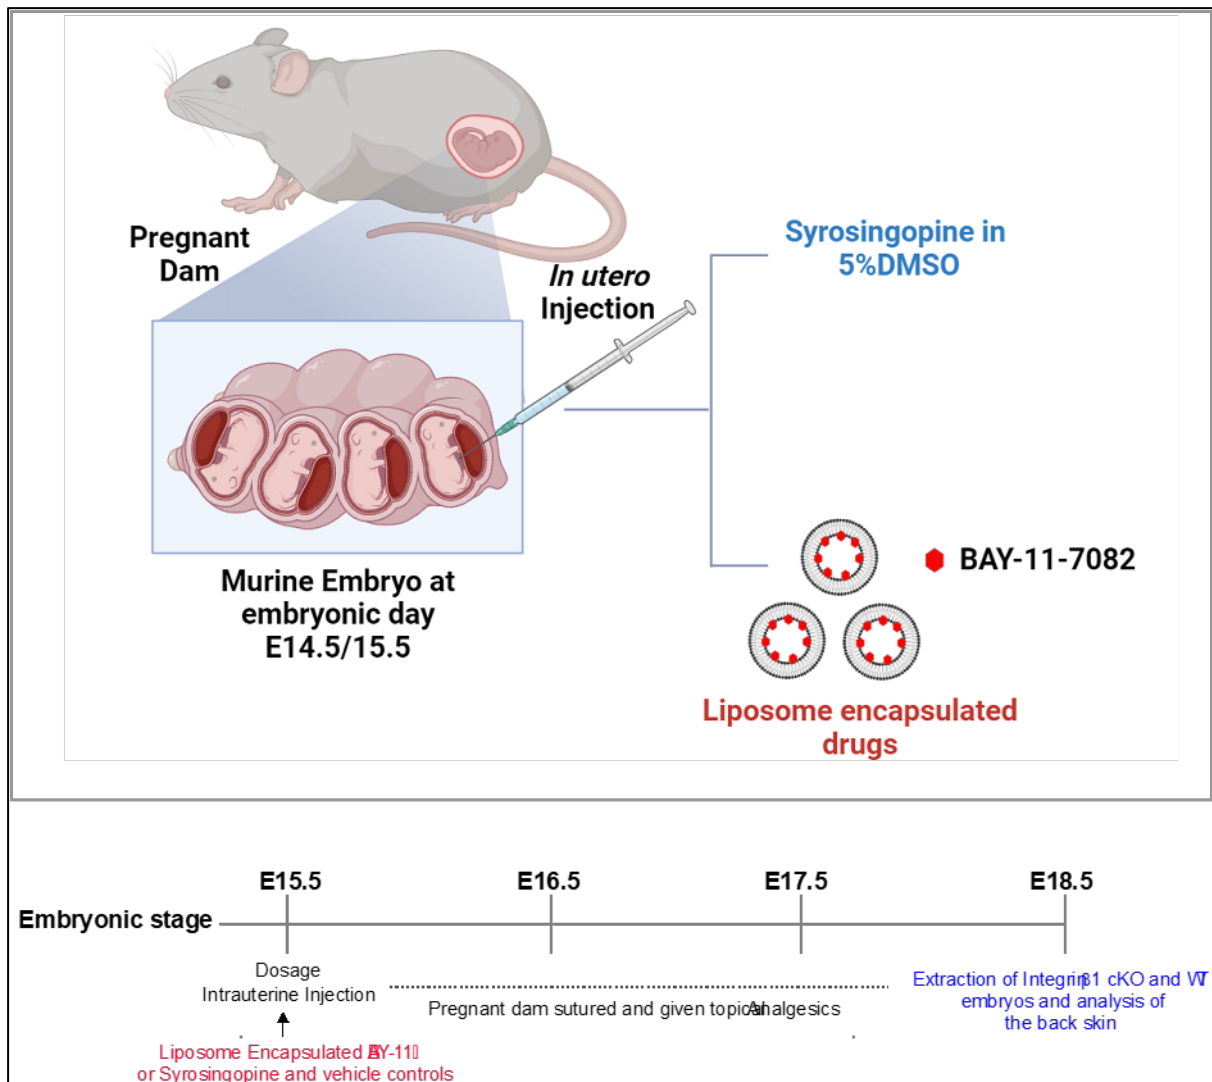 Pregnant
Dam
In utero
Injection
Syrosingopine in
5%DMSO
BAY-11-7082
Liposome encapsulated
drugs
Murine Embryo at
embryonic day
E14.5/15.5
E15.5
E16.5
E17.5
E18.5
Embryonic stage
Dosage
Intrauterine Injection
Pregnant dam sutured and given topical Analgesics
Extraction of Integrinβ1 cKO and WT
embryos and analysis of
the back skin
Liposome Encapsulated BAY-11
or Syrosingopine and vehicle controls